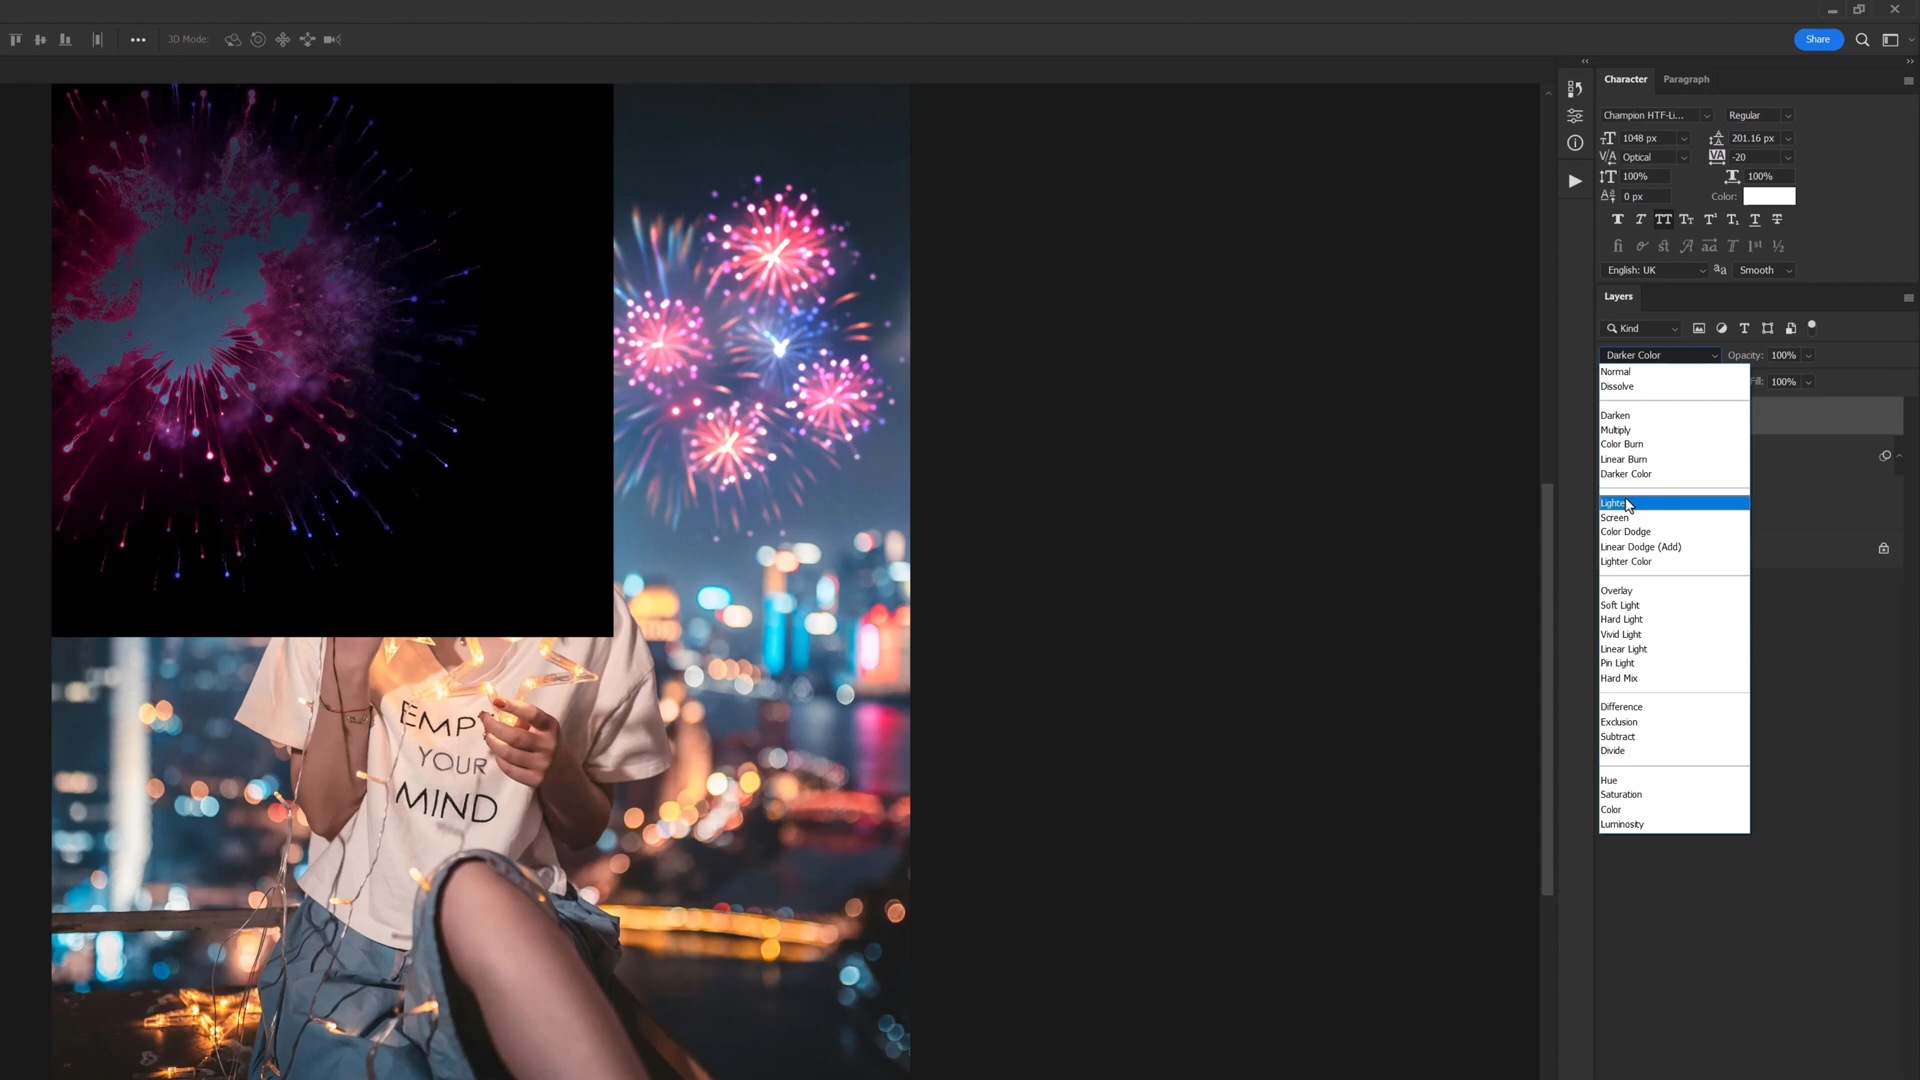 3D Mode:
Share
Character Paragraph
Champion HTF-Li... Regular
1048 px 201.16 px
Optical -20
100% 100%
0 px Color:
English: UK Smooth
Layers
Kind
Darker Color Opacity: 100%
Normal Fill: 100%
Dissolve
Darken
Multiply
Color Burn
Linear Burn
Darker Color
Lighte
Screen
Color Dodge
Linear Dodge (Add)
Lighter Color
Overlay
Soft Light
Hard Light
Vivid Light
Linear Light
Pin Light
Hard Mix
Difference
Exclusion
Subtract
Divide
Hue
Saturation
Color
Luminosity
EMP
YOUR
MIND